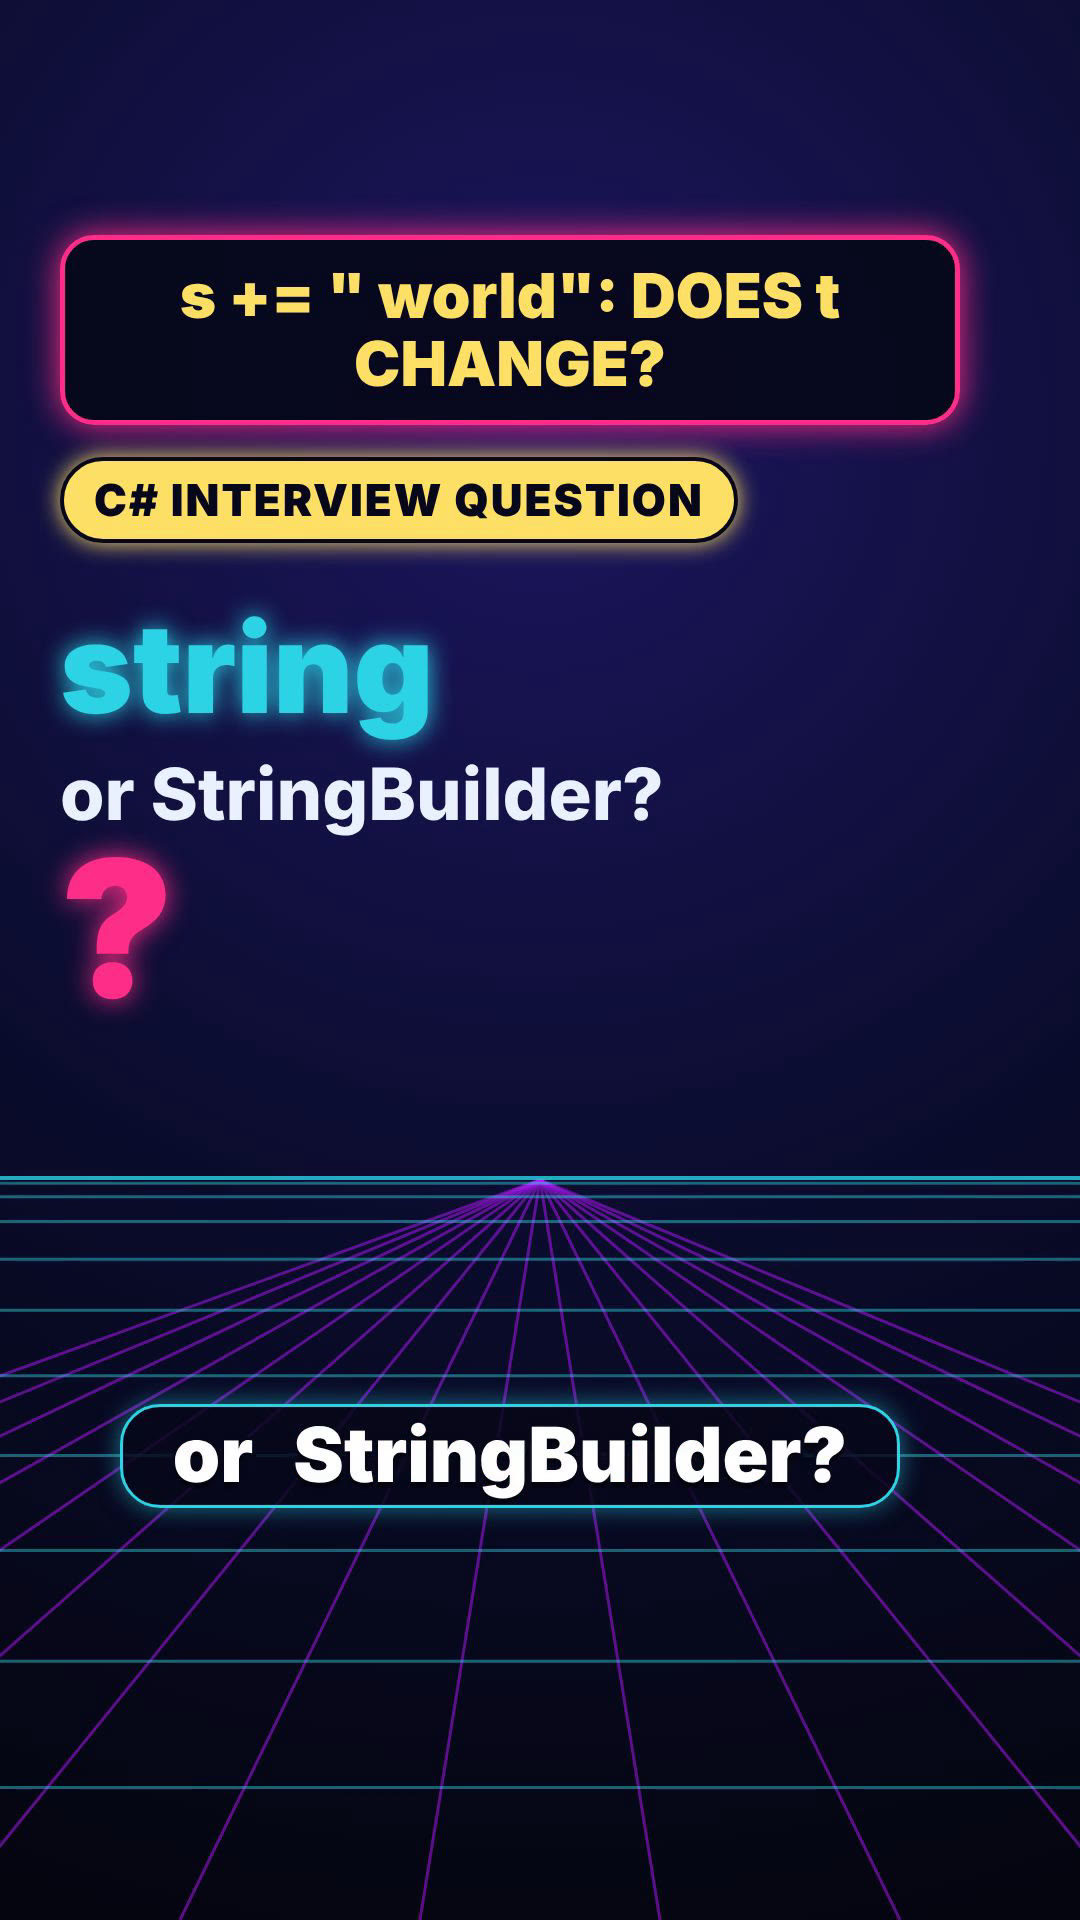 s += " world": DOES t
CHANGE?
C# INTERVIEW QUESTION
string
or StringBuilder?
?
or StringBuilder?